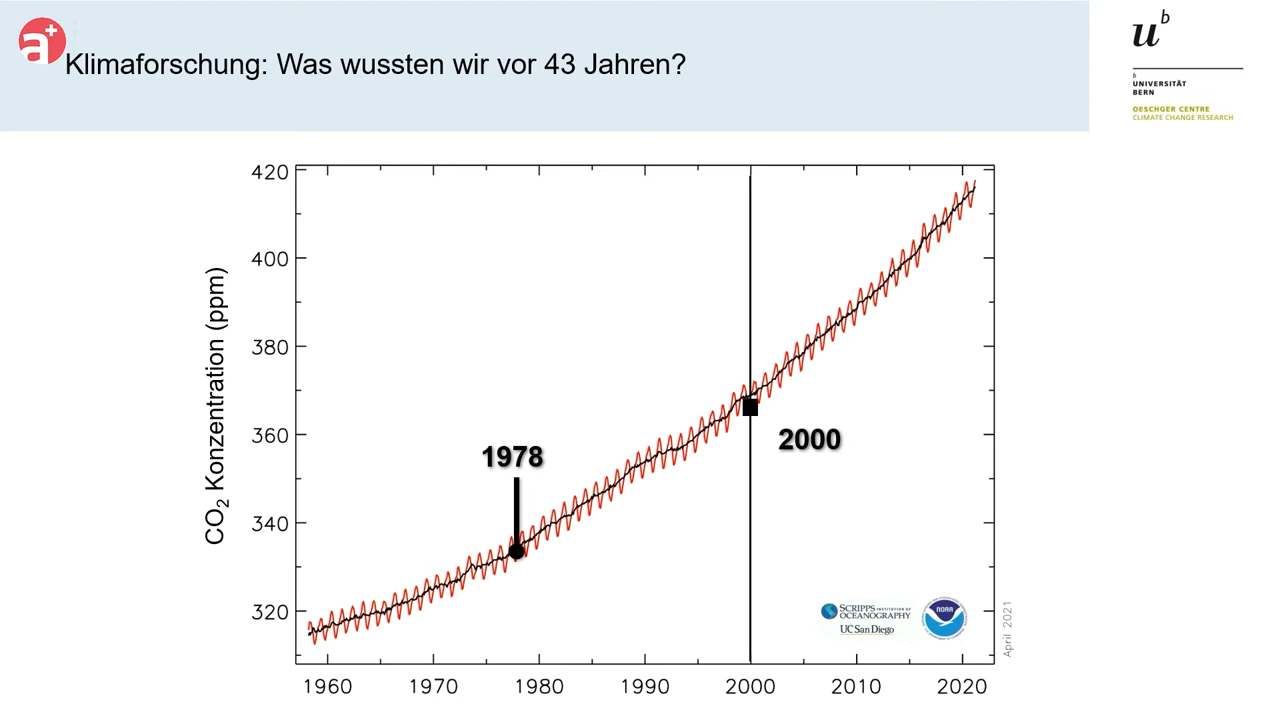 a+
Klimaforschung: Was wussten wir vor 43 Jahren?
u^b
b
UNIVERSITÄT
BERN
OESCHGER CENTRE
CLIMATE CHANGE RESEARCH
CO₂ Konzentration (ppm)
420
400
380
360
340
320
1978
2000
SCRIPPS INSTITUTION OF
OCEANOGRAPHY
UC San Diego
NOAA
April 2021
1960 1970 1980 1990 2000 2010 2020